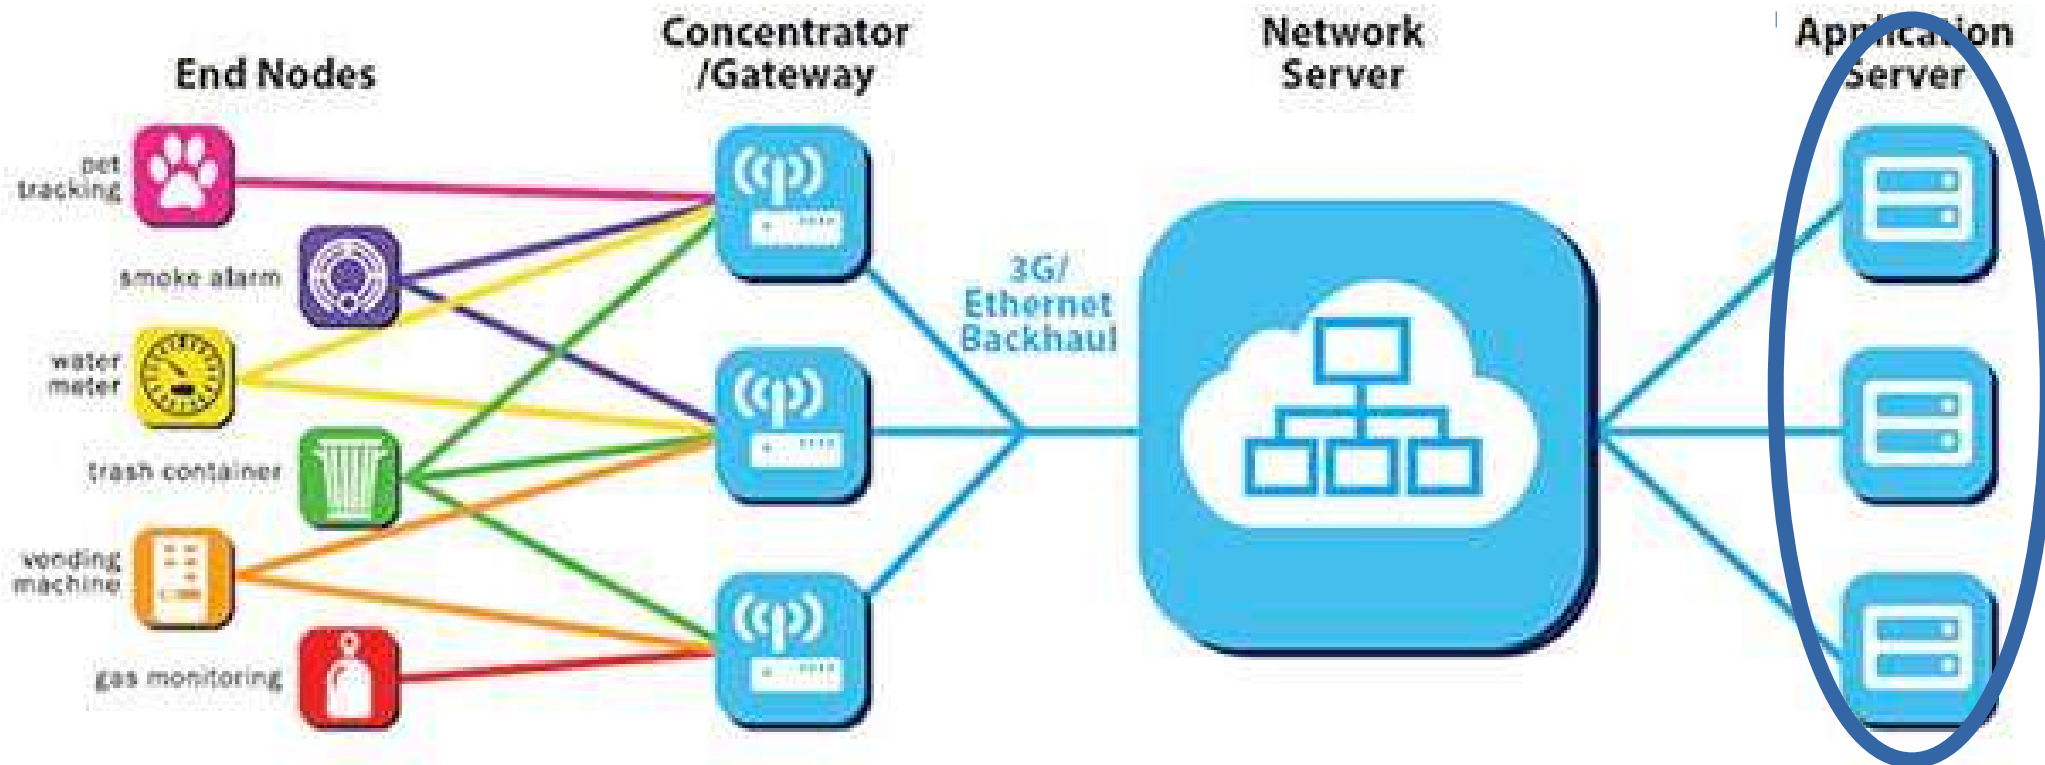 End Nodes
Concentrator
/Gateway
Network
Server
Application
Server
pet
tracking
smoke alarm
water
meter
trash container
vending
machine
gas monitoring
3G/
Ethernet
Backhaul